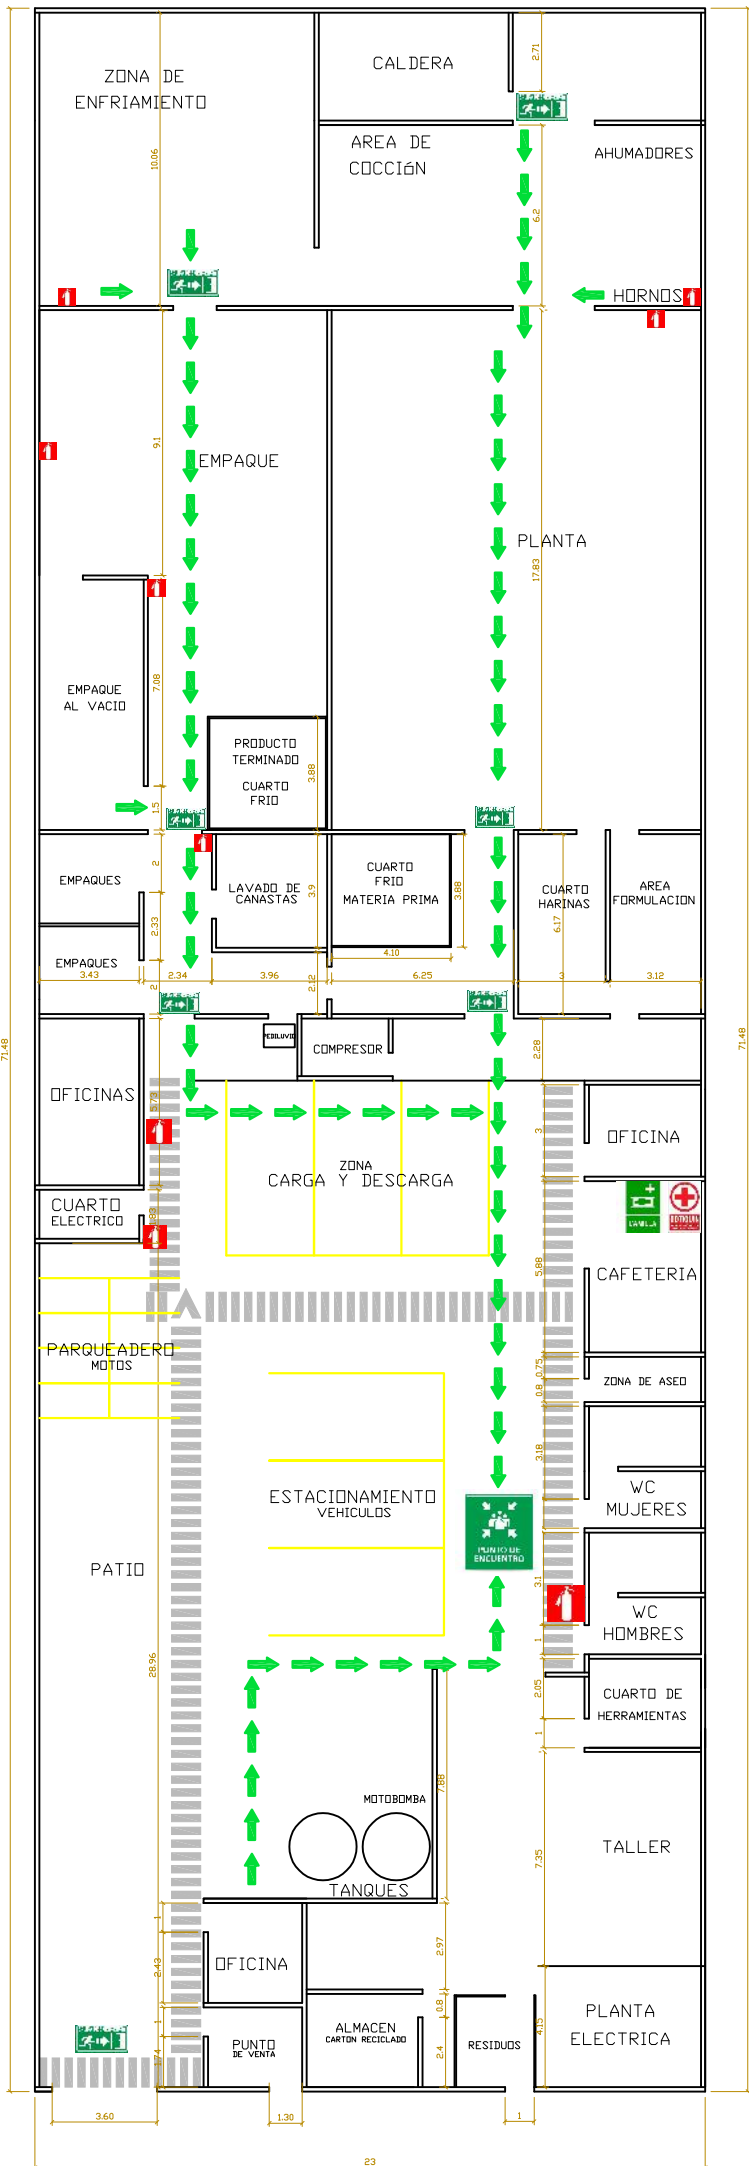 ZONA DE
ENFRIAMIENTO
CALDERA
2.71
AREA DE
COCCIÓN
AHUMADORES
10.06
6.2
HORNOS
9.1
EMPAQUE
PLANTA
17.83
EMPAQUE
AL VACIO
7.08
PRODUCTO
TERMINADO
CUARTO
FRIO
3.88
1.5
EMPAQUES
2
LAVADO DE
CANASTAS
3.9
CUARTO
FRIO
MATERIA PRIMA
3.88
CUARTO
HARINAS
6.17
AREA
FORMULACION
2.33
EMPAQUES
4.10
3.43
2.34
3.96
6.25
3
3.12
2
2.12
PEDILUVIO
COMPRESOR
2.28
71.48
71.48
OFICINAS
5.73
3
OFICINA
ZONA
CARGA Y DESCARGA
CUARTO
ELECTRICO
CAMILLA
BOTIQUIN
5.88
CAFETERIA
PARQUEADERO
MOTOS
0.75
0.8
ZONA DE ASEO
3.18
ESTACIONAMIENTO
VEHICULOS
WC
MUJERES
PUNTO DE
ENCUENTRO
PATIO
3.1
WC
HOMBRES
1
28.96
2.05
CUARTO DE
HERRAMIENTAS
1
7.88
MOTOBOMBA
TALLER
7.35
TANQUES
1
2.97
2.43
OFICINA
0.8
PLANTA
ELECTRICA
4.15
1
ALMACEN
CARTON RECICLADO
PUNTO
DE VENTA
2.4
RESIDUOS
1.74
3.60
1.30
1
23